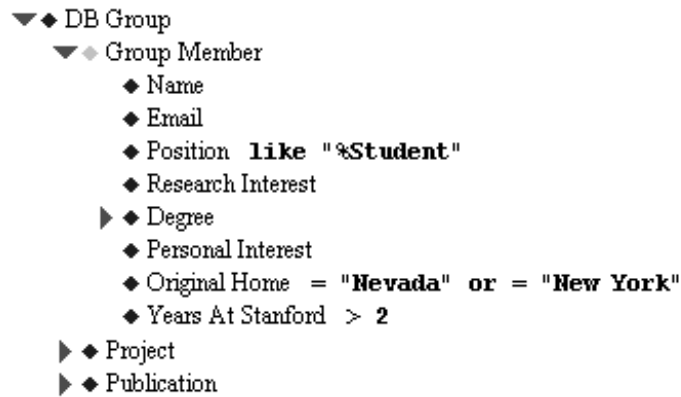 DB Group
Group Member
Name
Email
Position like "%Student"
Research Interest
Degree
Personal Interest
Original Home = "Nevada" or = "New York"
Years At Stanford > 2
Project
Publication